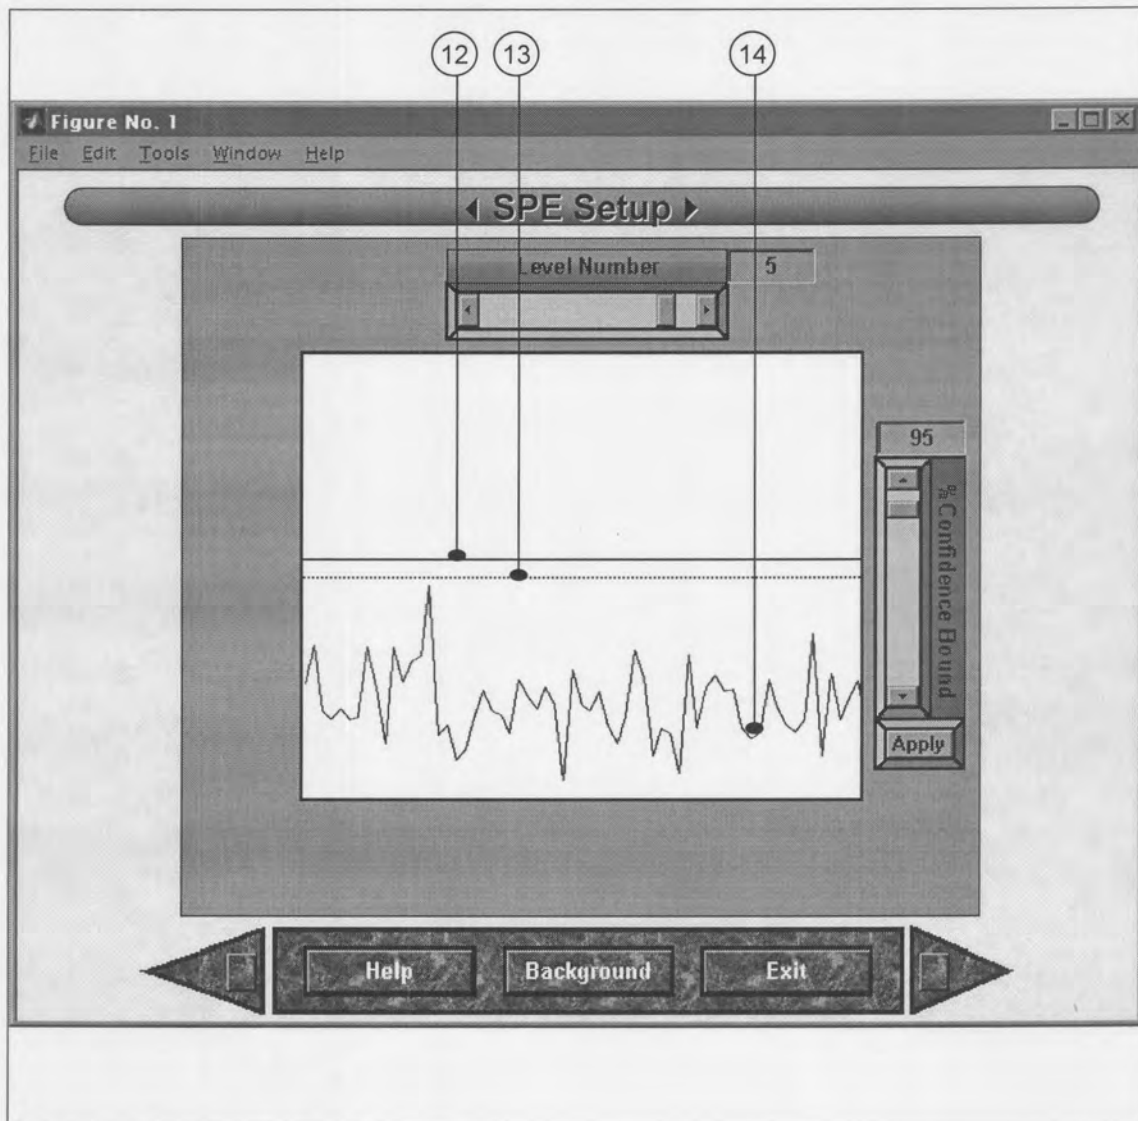 12 13 14
Figure No. 1
File Edit Tools Window Help
SPE Setup
Level Number 5
95
%Confidence Bound
Apply
Help Background Exit